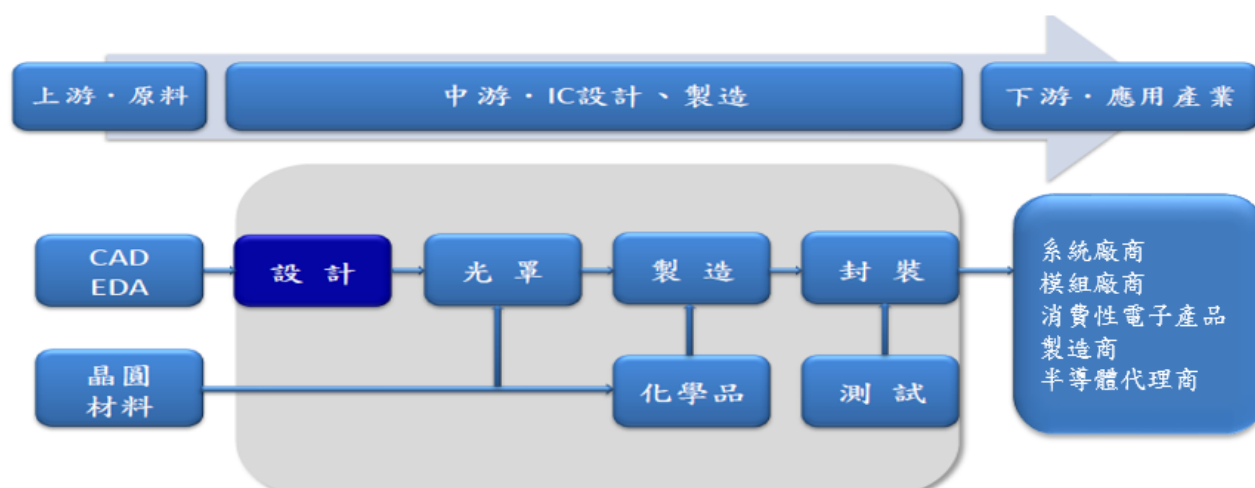 上游·原料
中游·IC設計、製造
下游·應用產業
CAD
EDA
設計
光罩
製造
封裝
晶圓
材料
化學品
測試
系統廠商
模組廠商
消費性電子產品
製造商
半導體代理商